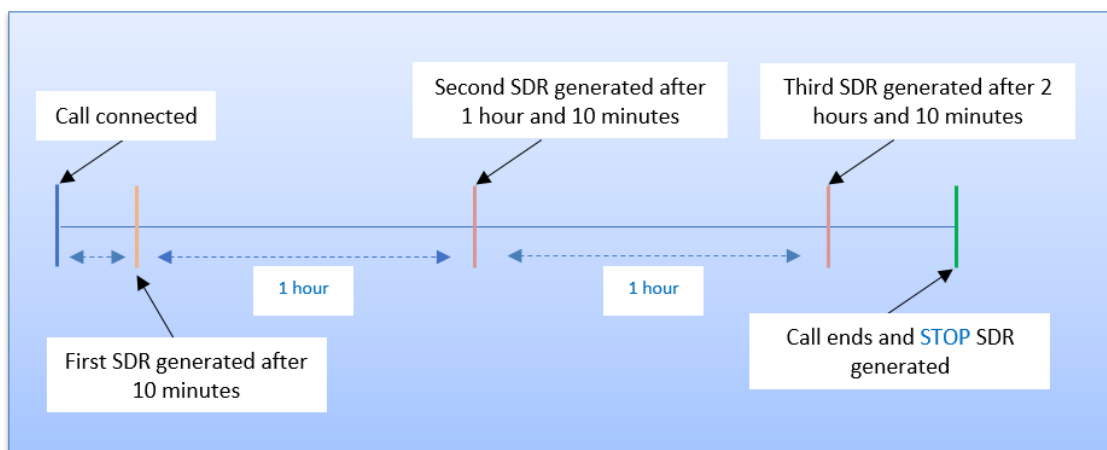 Call connected
Second SDR generated after
1 hour and 10 minutes
Third SDR generated after 2
hours and 10 minutes
1 hour
1 hour
First SDR generated after
10 minutes
Call ends and STOP SDR
generated